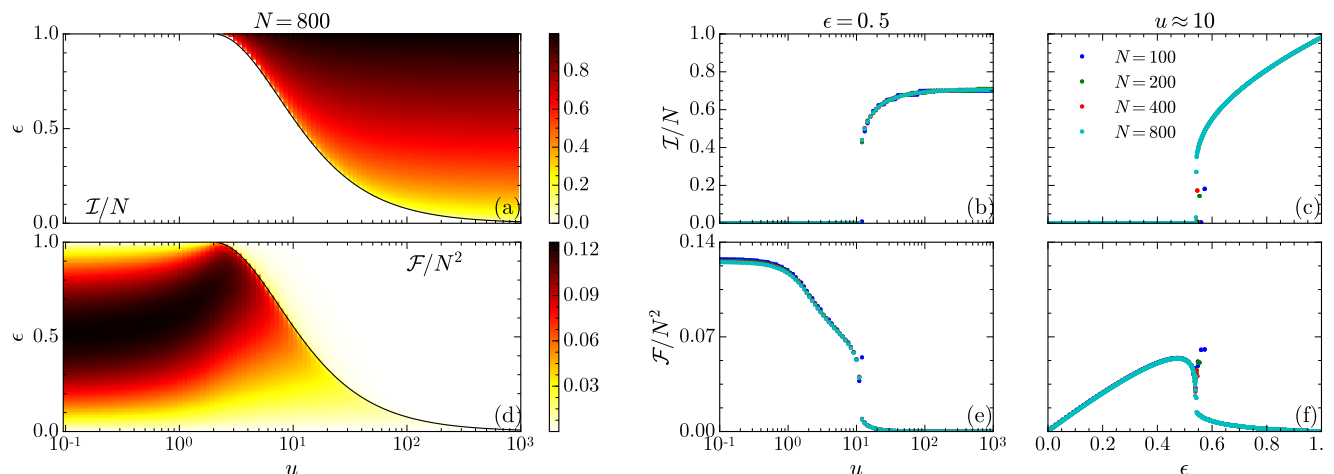 N = 800
ϵ = 0.5
u ≈ 10
1.0
0.5
0.0
ϵ
I/N
(a)
0.8
0.6
0.4
0.2
0.0
1.0
0.8
0.6
0.4
0.2
0.0
I/N
(b)
N = 100
N = 200
N = 400
N = 800
(c)
1.0
0.5
0.0
ϵ
F/N²
(d)
10⁻¹ 10⁰ 10¹ 10² 10³
u
0.12
0.09
0.06
0.03
0.14
0.07
0.00
F/N²
(e)
10⁻¹ 10⁰ 10¹ 10² 10³
u
(f)
0.0 0.2 0.4 0.6 0.8 1.
ϵ